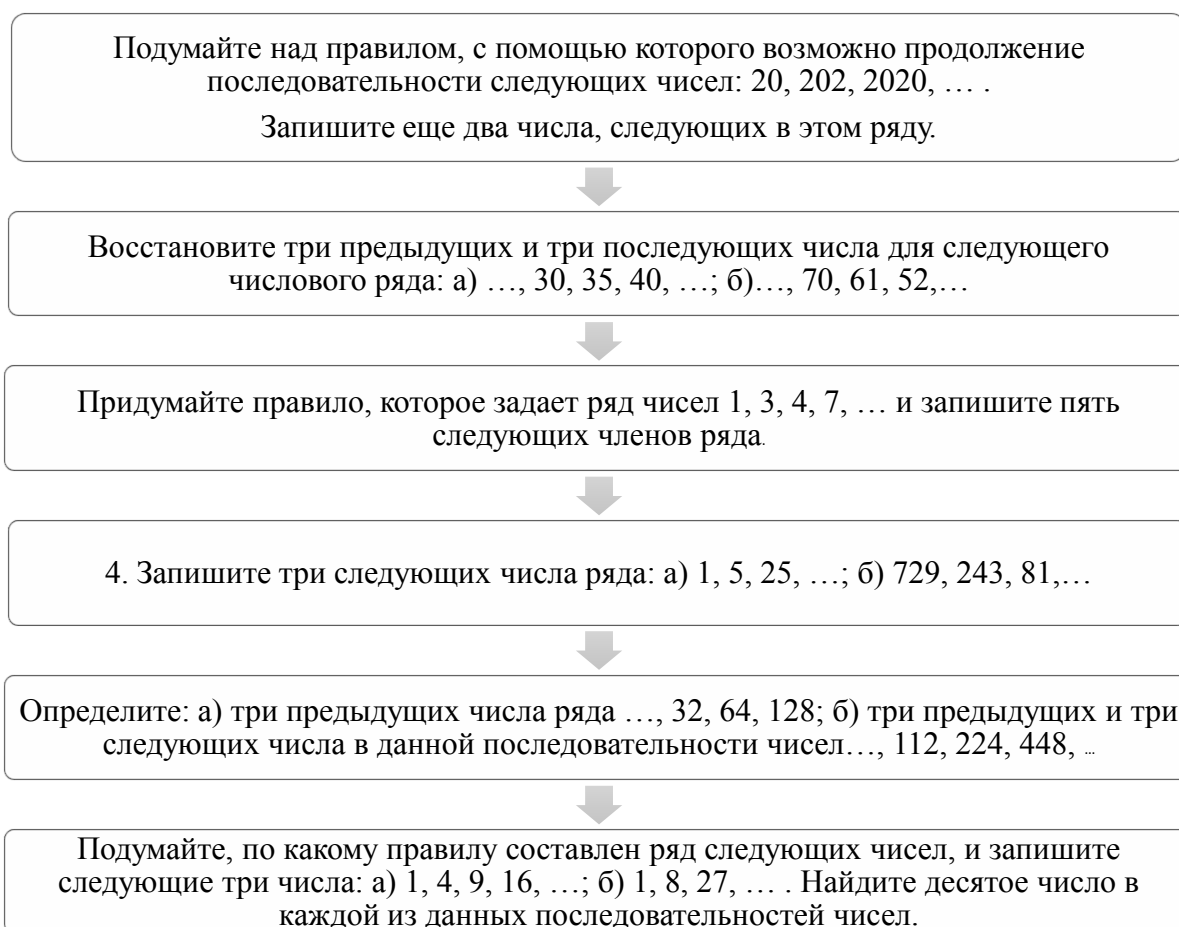 Подумайте над правилом, с помощью которого возможно продолжение
последовательности следующих чисел: 20, 202, 2020, … .
Запишите еще два числа, следующих в этом ряду.
Восстановите три предыдущих и три последующих числа для следующего
числового ряда: а) …, 30, 35, 40, …; б)…, 70, 61, 52,…
Придумайте правило, которое задает ряд чисел 1, 3, 4, 7, … и запишите пять
следующих членов ряда.
4. Запишите три следующих числа ряда: а) 1, 5, 25, …; б) 729, 243, 81,…
Определите: а) три предыдущих числа ряда …, 32, 64, 128; б) три предыдущих и три
следующих числа в данной последовательности чисел…, 112, 224, 448, …
Подумайте, по какому правилу составлен ряд следующих чисел, и запишите
следующие три числа: а) 1, 4, 9, 16, …; б) 1, 8, 27, … . Найдите десятое число в
каждой из данных последовательностей чисел.